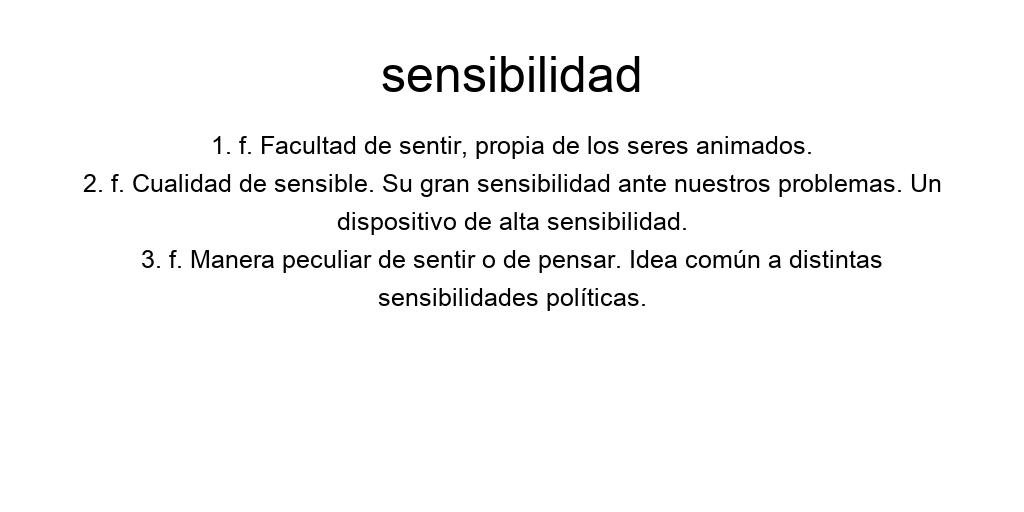 sensibilidad
1. f. Facultad de sentir, propia de los seres animados.
2. f. Cualidad de sensible. Su gran sensibilidad ante nuestros problemas. Un
dispositivo de alta sensibilidad.
3. f. Manera peculiar de sentir o de pensar. Idea común a distintas
sensibilidades políticas.